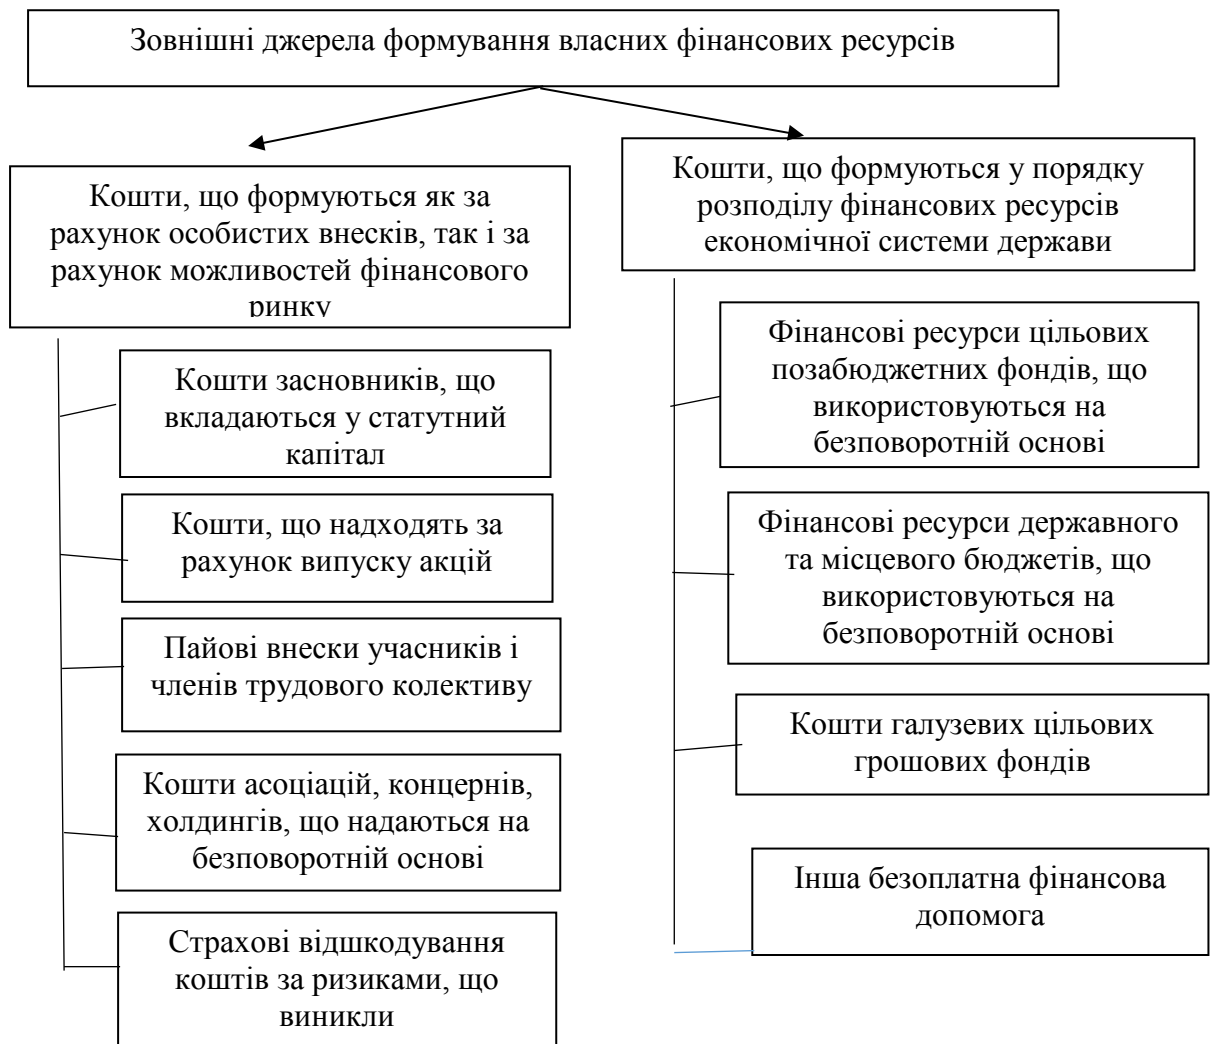 Зовнішні джерела формування власних фінансових ресурсів
Кошти, що формуються як за
рахунок особистих внесків, так і за
рахунок можливостей фінансового
ринку
Кошти засновників, що
вкладаються у статутний
капітал
Кошти, що надходять за
рахунок випуску акцій
Пайові внески учасників і
членів трудового колективу
Кошти асоціацій, концернів,
холдингів, що надаються на
безповоротній основі
Страхові відшкодування
коштів за ризиками, що
виникли
Кошти, що формуються у порядку
розподілу фінансових ресурсів
економічної системи держави
Фінансові ресурси цільових
позабюджетних фондів, що
використовуються на
безповоротній основі
Фінансові ресурси державного
та місцевого бюджетів, що
використовуються на
безповоротній основі
Кошти галузевих цільових
грошових фондів
Інша безоплатна фінансова
допомога